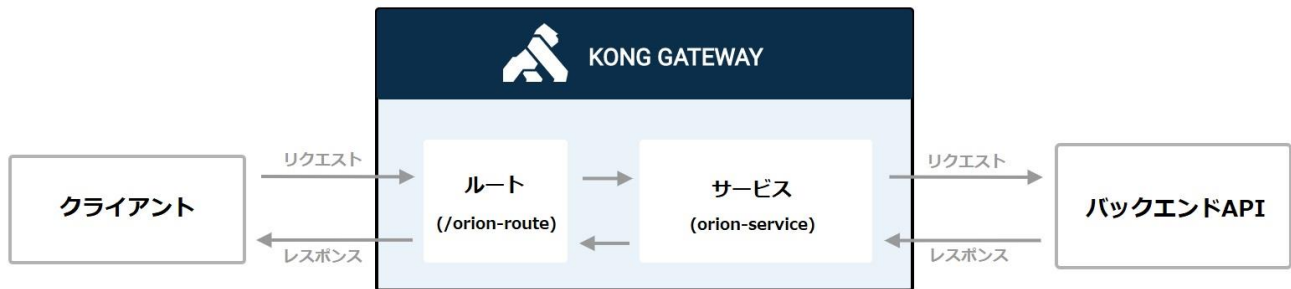 KONG GATEWAY
リクエスト
レスポンス
クライアント
ルート
(/orion-route)
サービス
(orion-service)
リクエスト
レスポンス
バックエンドAPI